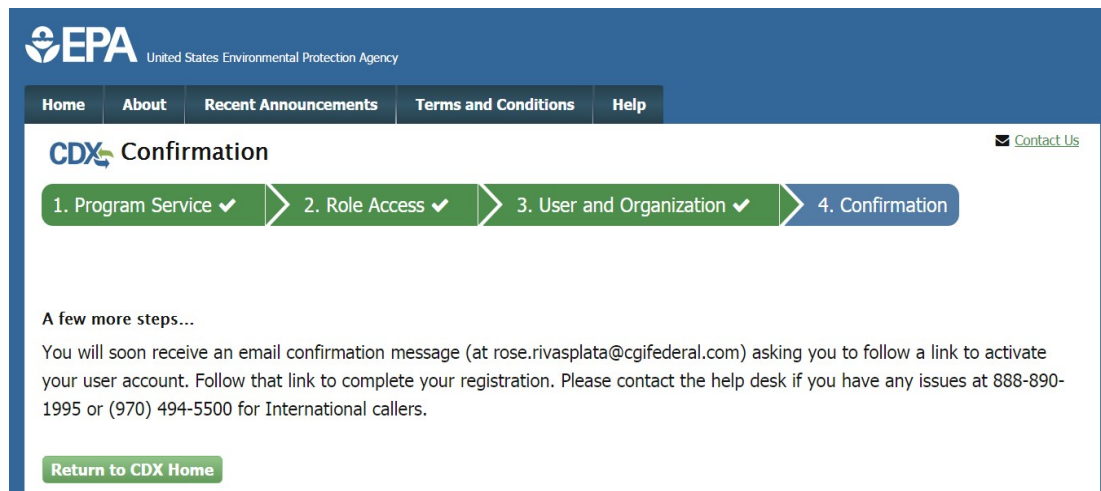 EPA United States Environmental Protection Agency
Home About Recent Announcements Terms and Conditions Help
CDX Confirmation
Contact Us
1. Program Service ✔ 2. Role Access ✔ 3. User and Organization ✔ 4. Confirmation
A few more steps...
You will soon receive an email confirmation message (at rose.rivasplata@cgifederal.com) asking you to follow a link to activate
your user account. Follow that link to complete your registration. Please contact the help desk if you have any issues at 888-890-
1995 or (970) 494-5500 for International callers.
Return to CDX Home